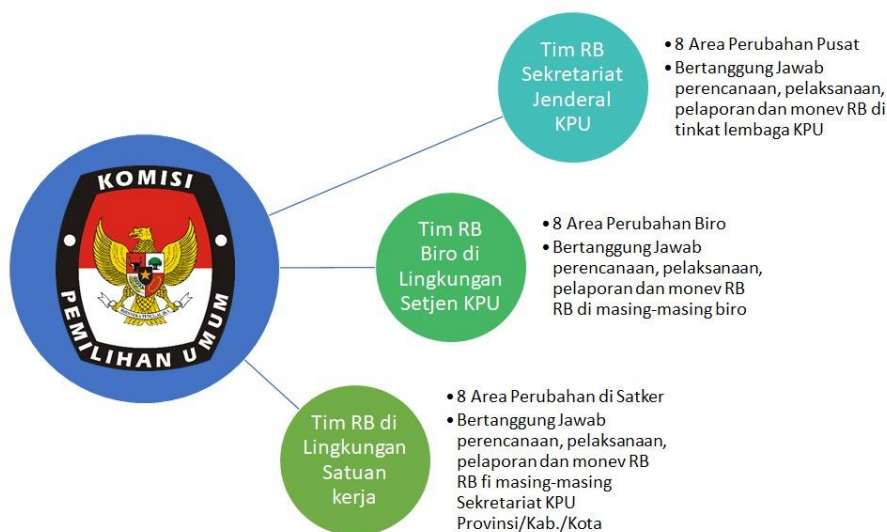 KOMISI
PEMILIHAN UMUM
Tim RB
Sekretariat
Jenderal
KPU
• 8 Area Perubahan Pusat
• Bertanggung Jawab
perencanaan, pelaksanaan,
pelaporan dan monev RB di
tinkat lembaga KPU
Tim RB
Biro di
Lingkungan
Setjen KPU
• 8 Area Perubahan Biro
• Bertanggung Jawab
perencanaan, pelaksanaan,
pelaporan dan monev RB
RB di masing-masing biro
Tim RB di
Lingkungan
Satuan
kerja
• 8 Area Perubahan di Satker
• Bertanggung Jawab
perencanaan, pelaksanaan,
pelaporan dan monev RB
RB fi masing-masing
Sekretariat KPU
Provinsi/Kab./Kota